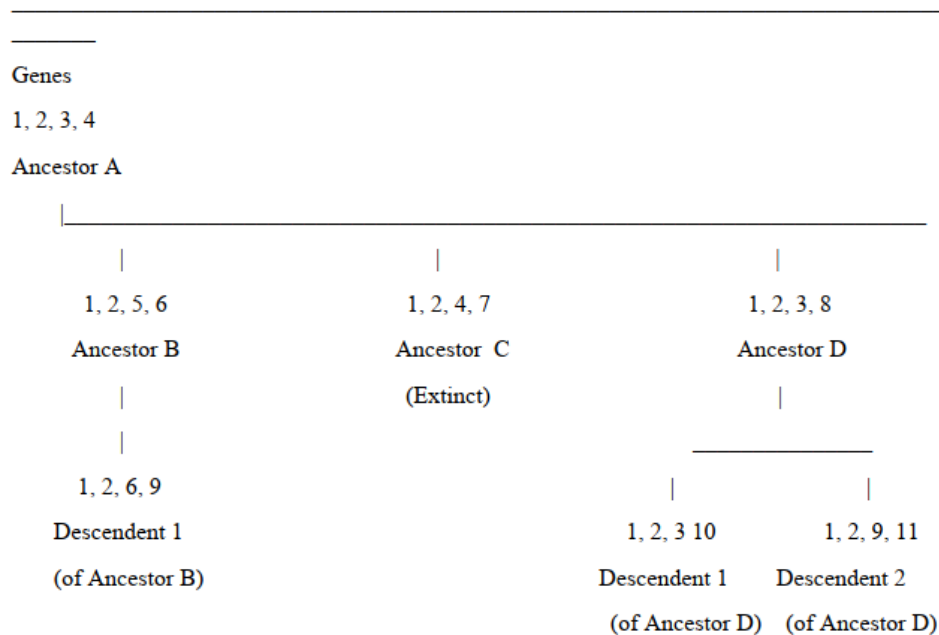 Genes
1, 2, 3, 4
Ancestor A
1, 2, 5, 6 1, 2, 4, 7 1, 2, 3, 8
Ancestor B Ancestor C Ancestor D
(Extinct)
1, 2, 6, 9
Descendent 1 1, 2, 3 10 1, 2, 9, 11
(of Ancestor B) Descendent 1 Descendent 2
(of Ancestor D) (of Ancestor D)